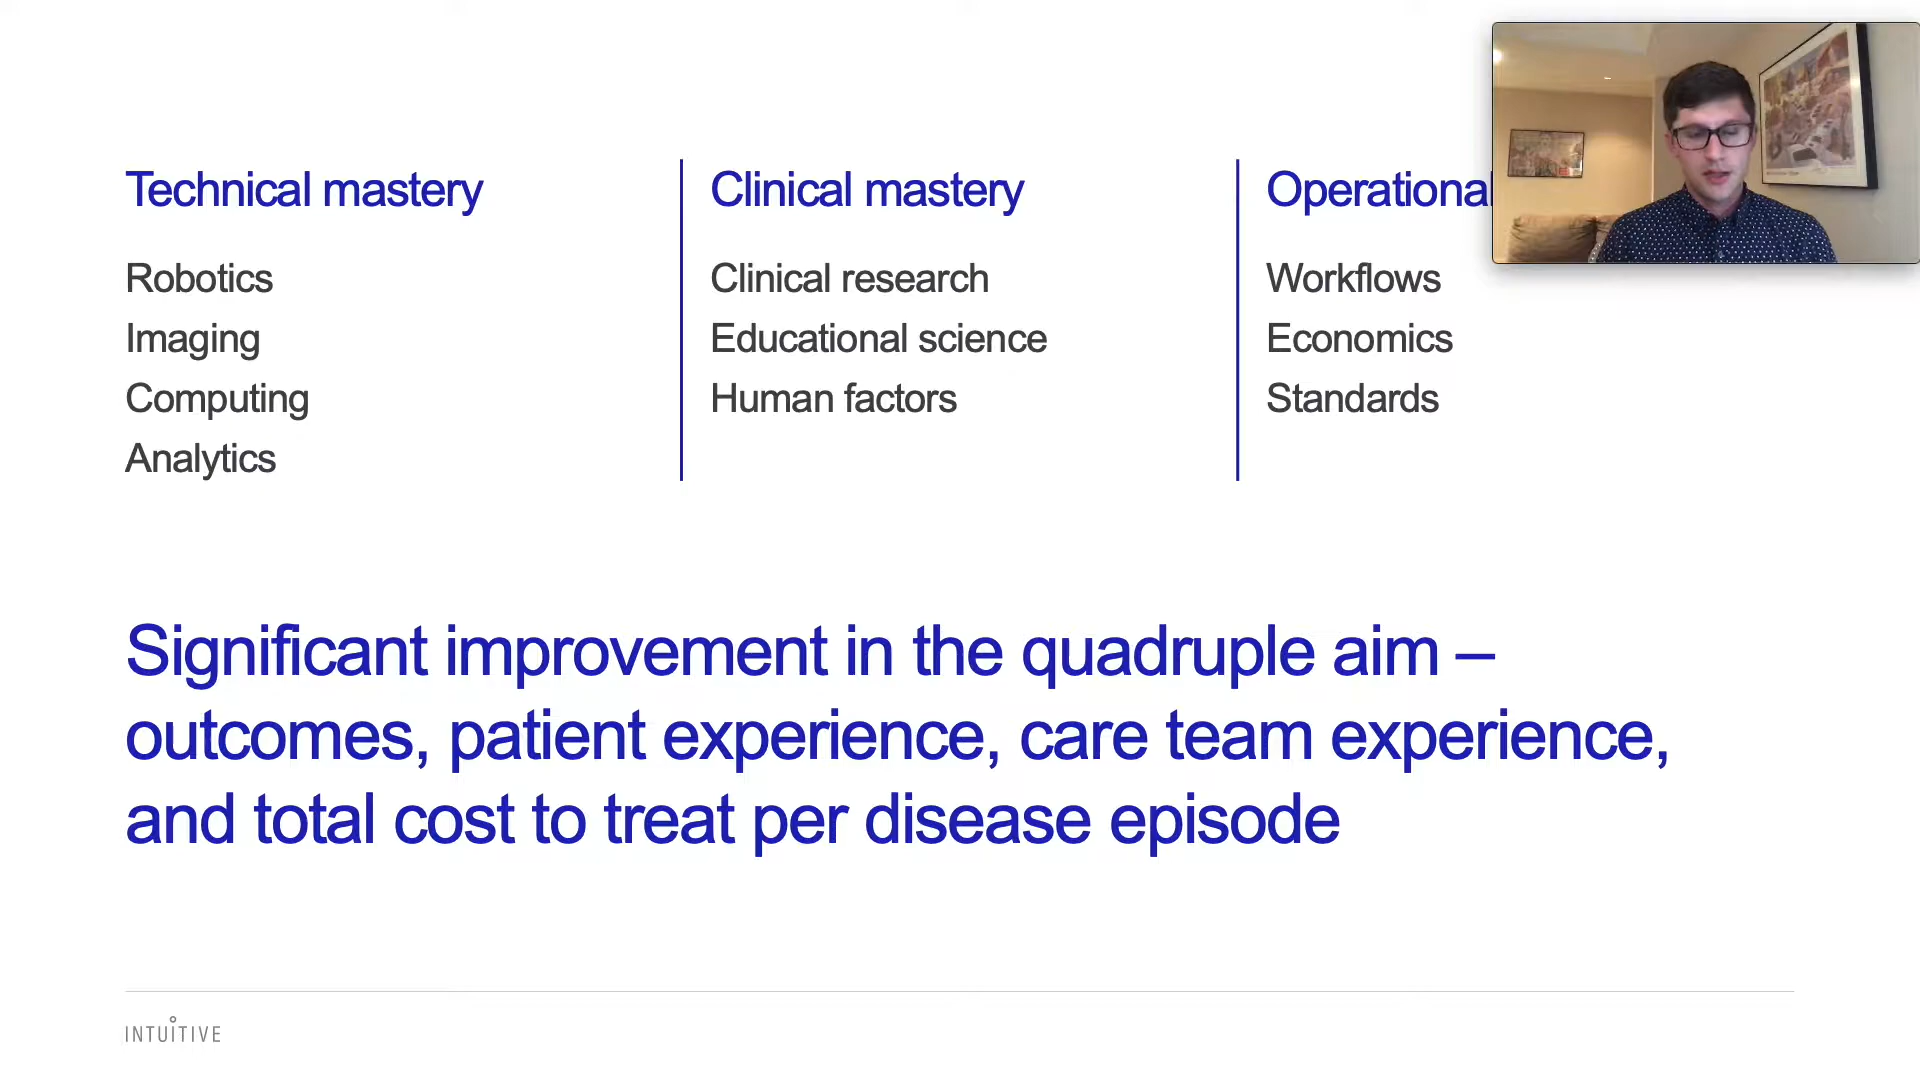 Technical mastery
Robotics
Imaging
Computing
Analytics
Clinical mastery
Clinical research
Educational science
Human factors
Operational
Workflows
Economics
Standards
Significant improvement in the quadruple aim –
outcomes, patient experience, care team experience,
and total cost to treat per disease episode
INTUITIVE